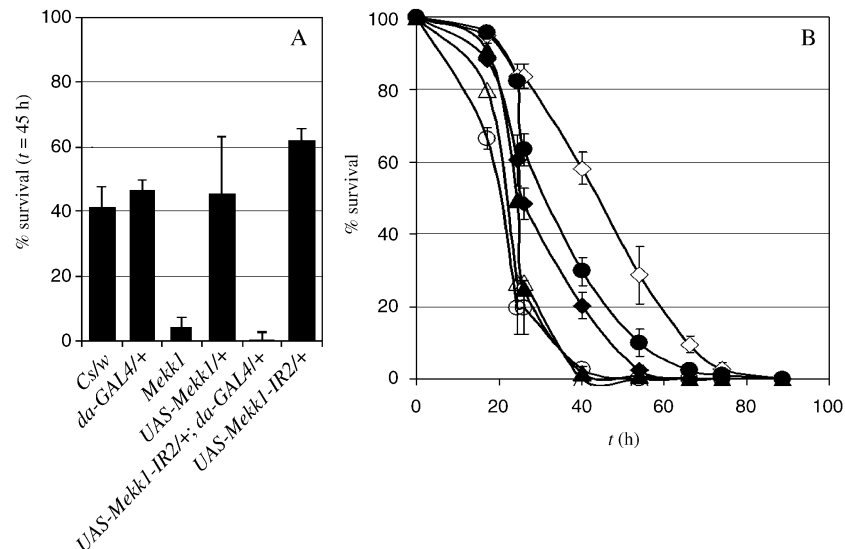 A
% survival (t = 45 h)
100
80
60
40
20
0
Cs/w
da-GAL4/+
Mekk1
UAS-Mekk1/+
UAS-Mekk1-IR2/+; da-GAL4/+
UAS-Mekk1-IR2/+
B
% survival
100
80
60
40
20
0
0 20 40 60 80 100
t (h)